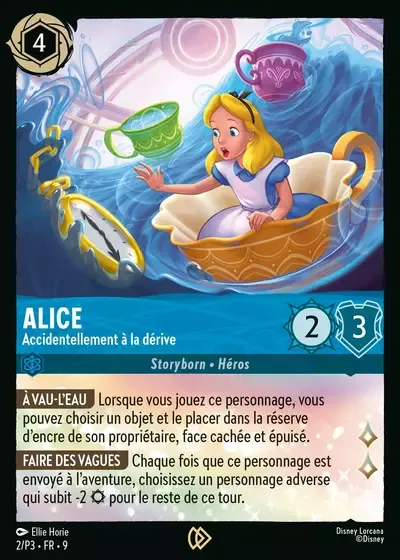 4
ALICE
Accidentellement à la dérive
2
3
Storyborn • Héros
À VAU-L'EAU Lorsque vous jouez ce personnage, vous
pouvez choisir un objet et le placer dans la réserve
d'encre de son propriétaire, face cachée et épuisé.
FAIRE DES VAGUES Chaque fois que ce personnage est
envoyé à l'aventure, choisissez un personnage adverse
qui subit -2 pour le reste de ce tour.
Ellie Horie
2/P3 • FR • 9
Disney Lorcana
©Disney